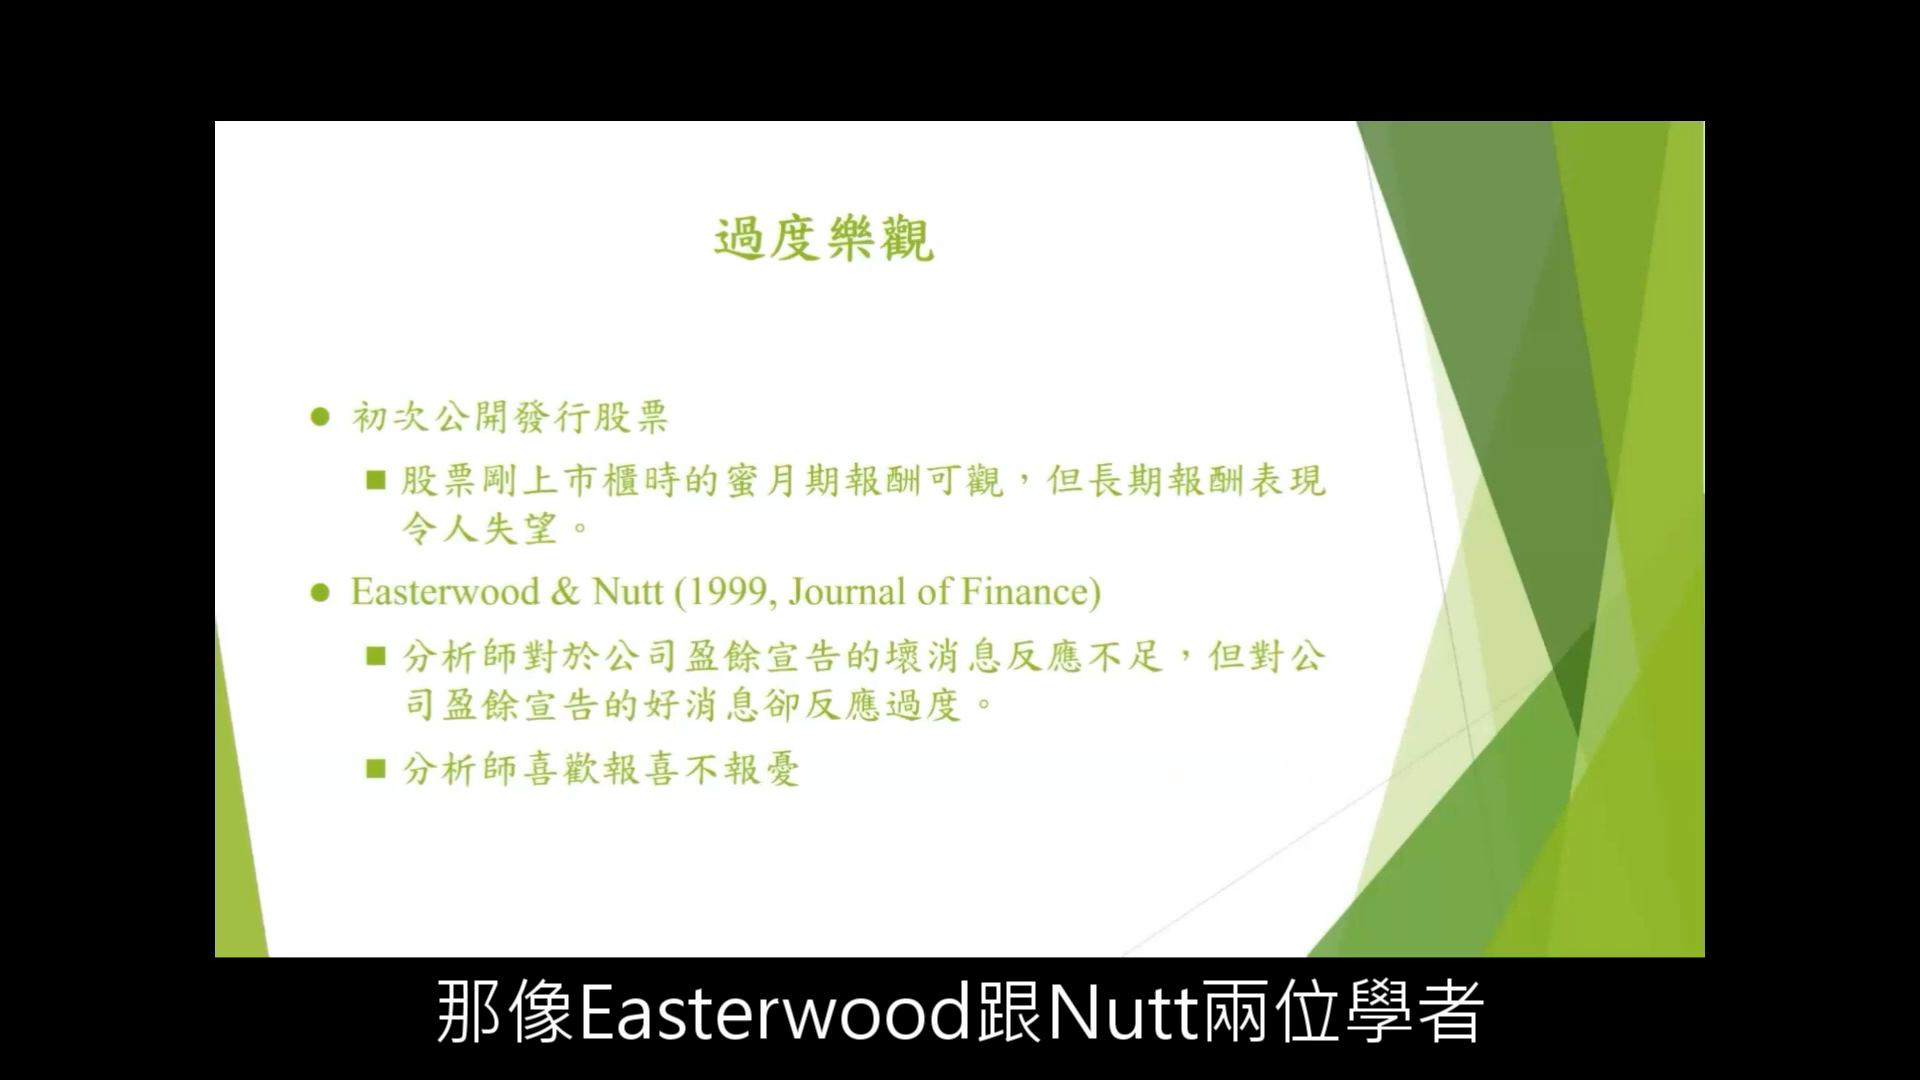 過度樂觀
初次公開發行股票
股票剛上市櫃時的蜜月期報酬可觀，但長期報酬表現
令人失望。
Easterwood & Nutt (1999, Journal of Finance)
分析師對於公司盈餘宣告的壞消息反應不足，但對公
司盈餘宣告的好消息卻反應過度。
分析師喜歡報喜不報憂
那像Easterwood跟Nutt兩位學者